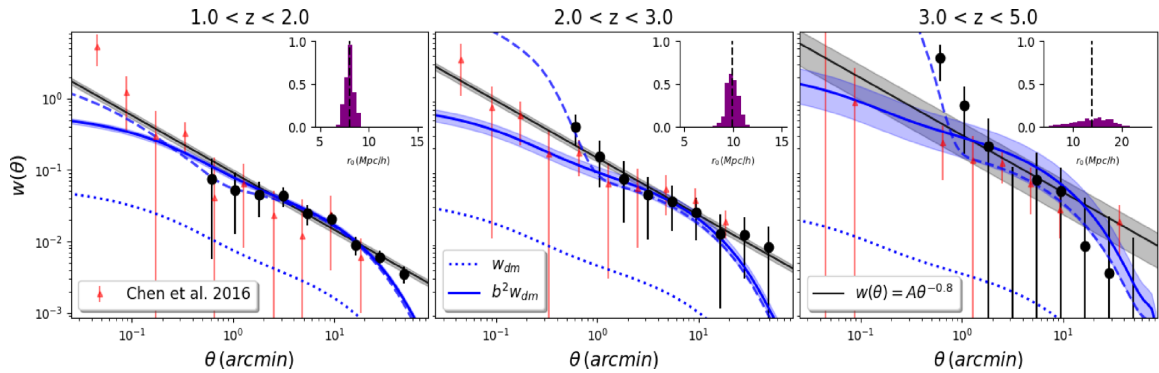 1.0 < z < 2.0
2.0 < z < 3.0
3.0 < z < 5.0
w(θ)
10⁰
10⁻¹
10⁻²
10⁻³
1.0
0.5
0.0
5 10 15
r₀(Mpc/h)
1.0
0.5
0.0
5 10 15
r₀(Mpc/h)
1.0
0.5
0.0
10 20
r₀(Mpc/h)
Chen et al. 2016
w_dm
b²w_dm
w(θ) = Aθ⁻⁰·⁸
10⁻¹ 10⁰ 10¹
10⁻¹ 10⁰ 10¹
10⁻¹ 10⁰ 10¹
θ (arcmin)
θ (arcmin)
θ (arcmin)